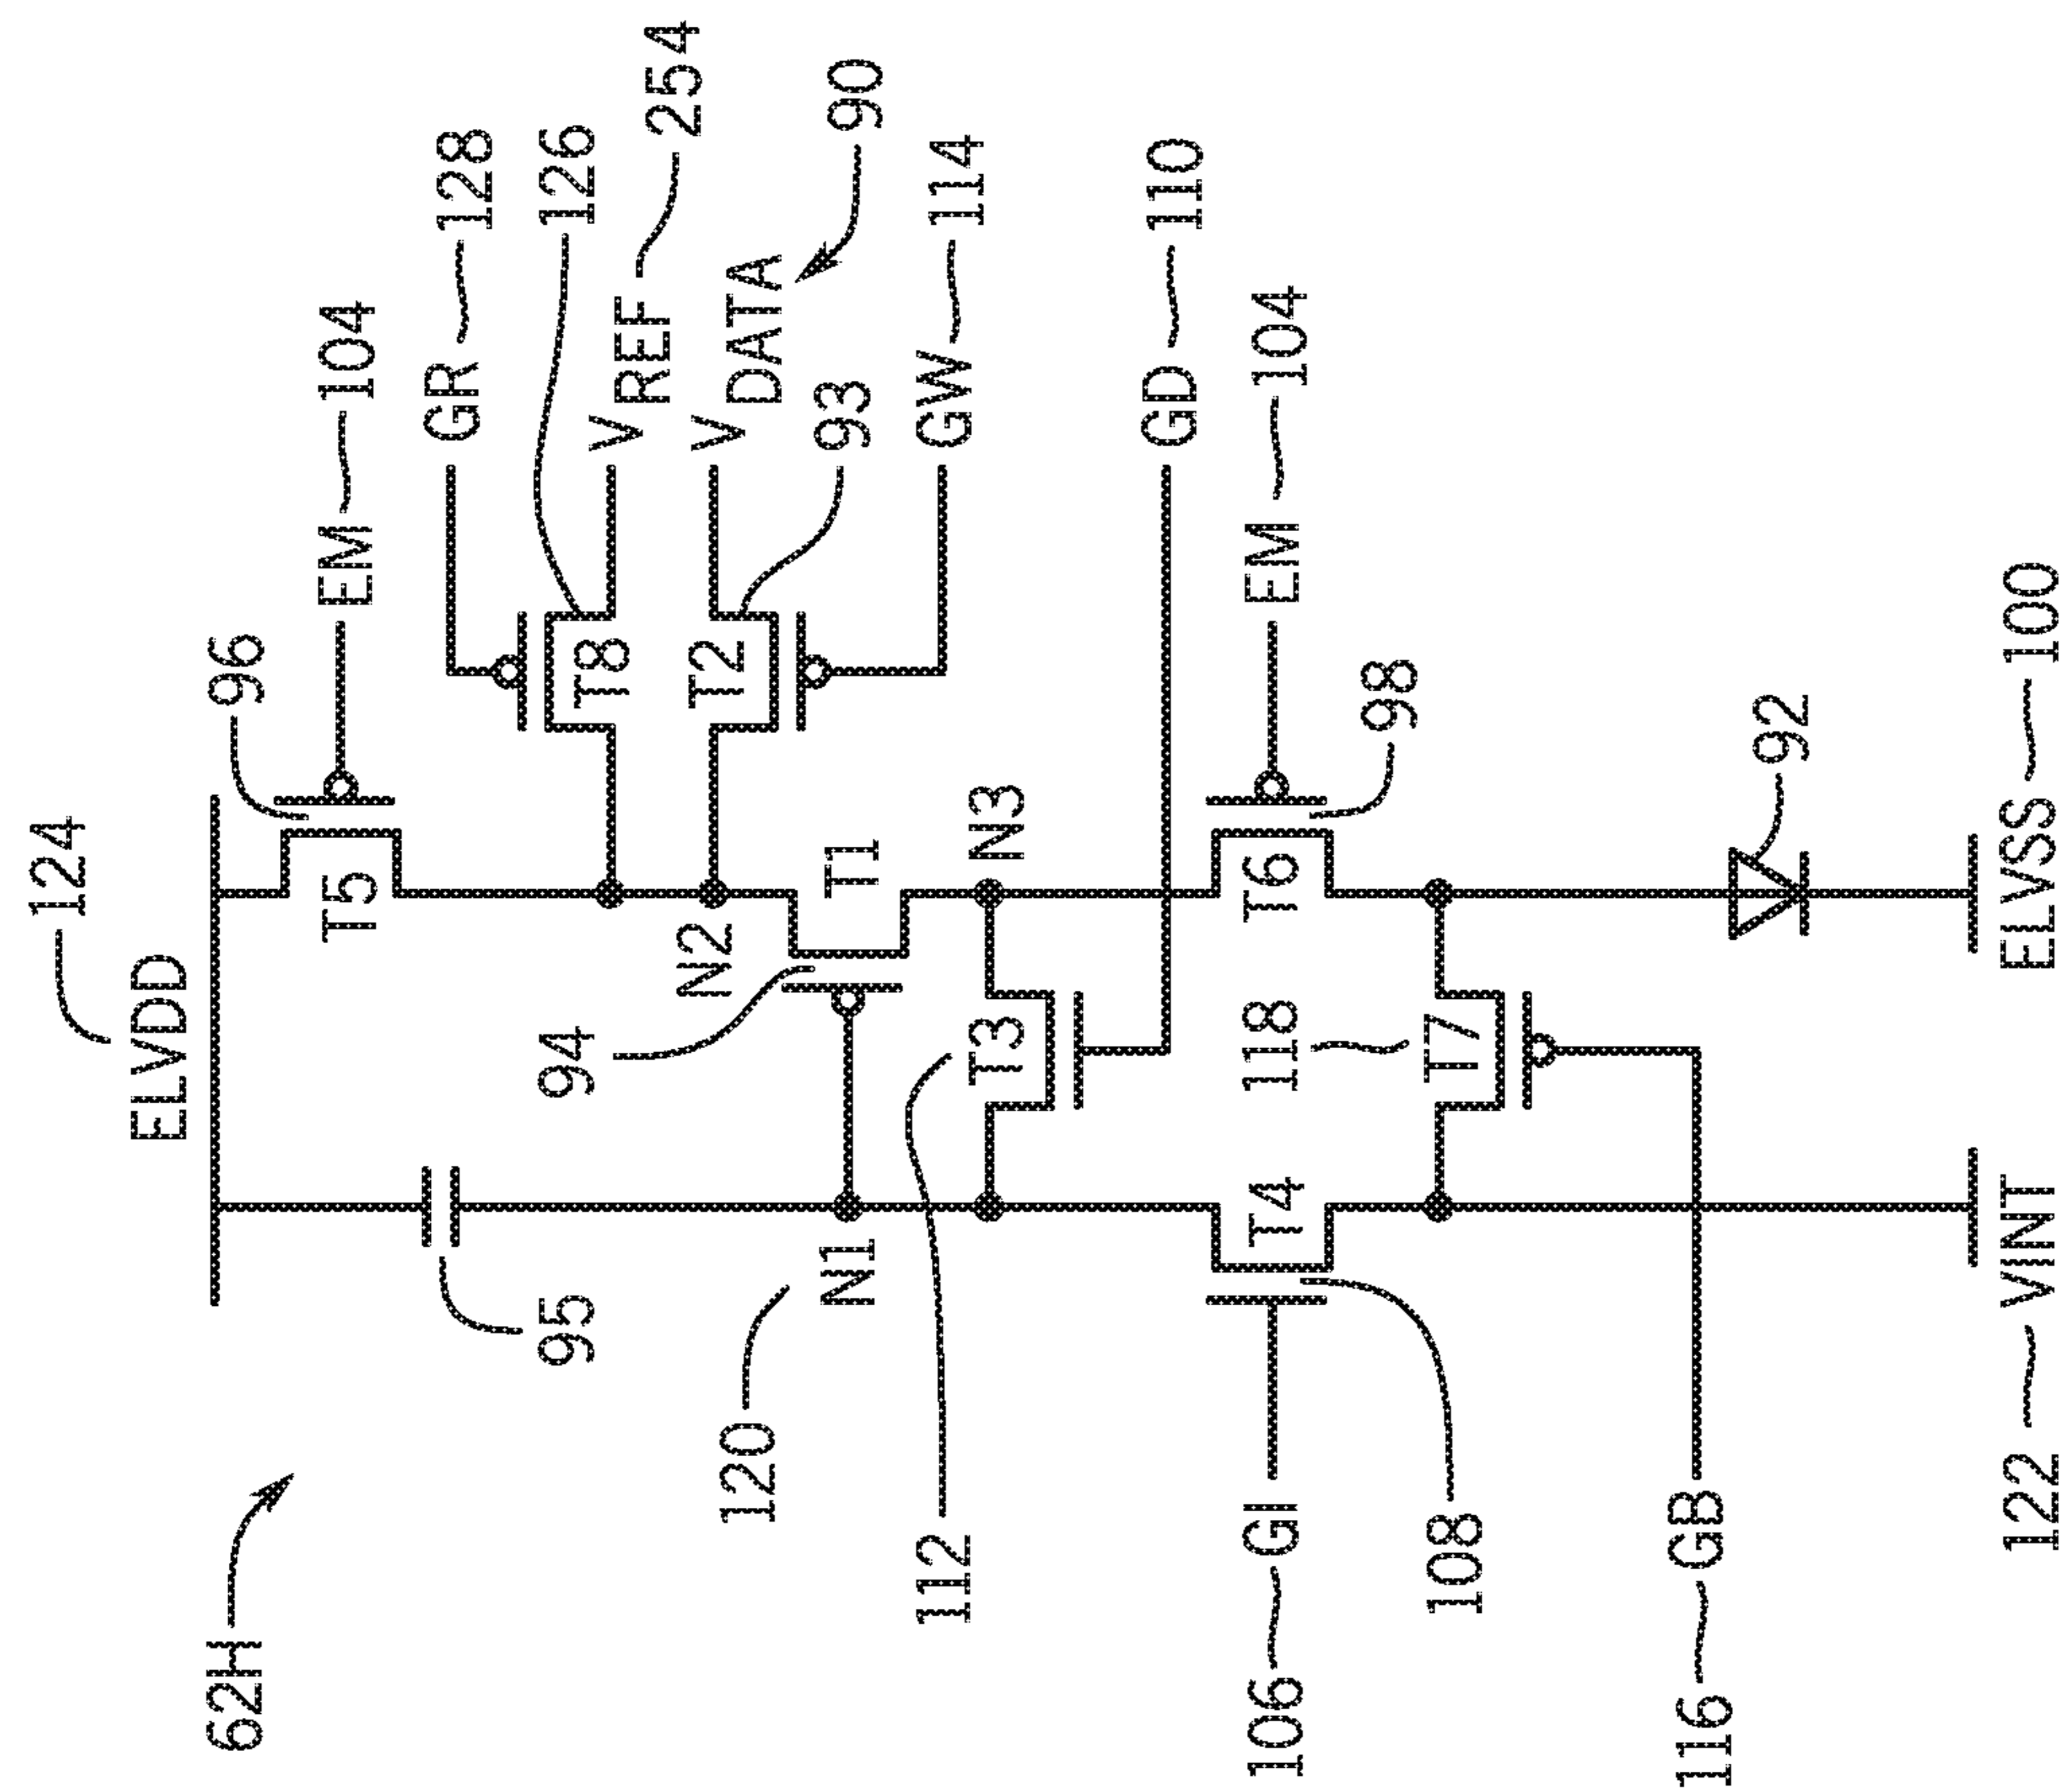 62H
124
ELVDD
96
T5
EM 104
GR 128
126
T8
VREF 254
VDATA 90
T2
93
GW 114
95
94
N2
T1
120
N1
N3
112
T3
GD 110
106 GI
T4
108
118
T7
T6
EM 104
98
116 GB
92
122 VINT
ELVSS 100